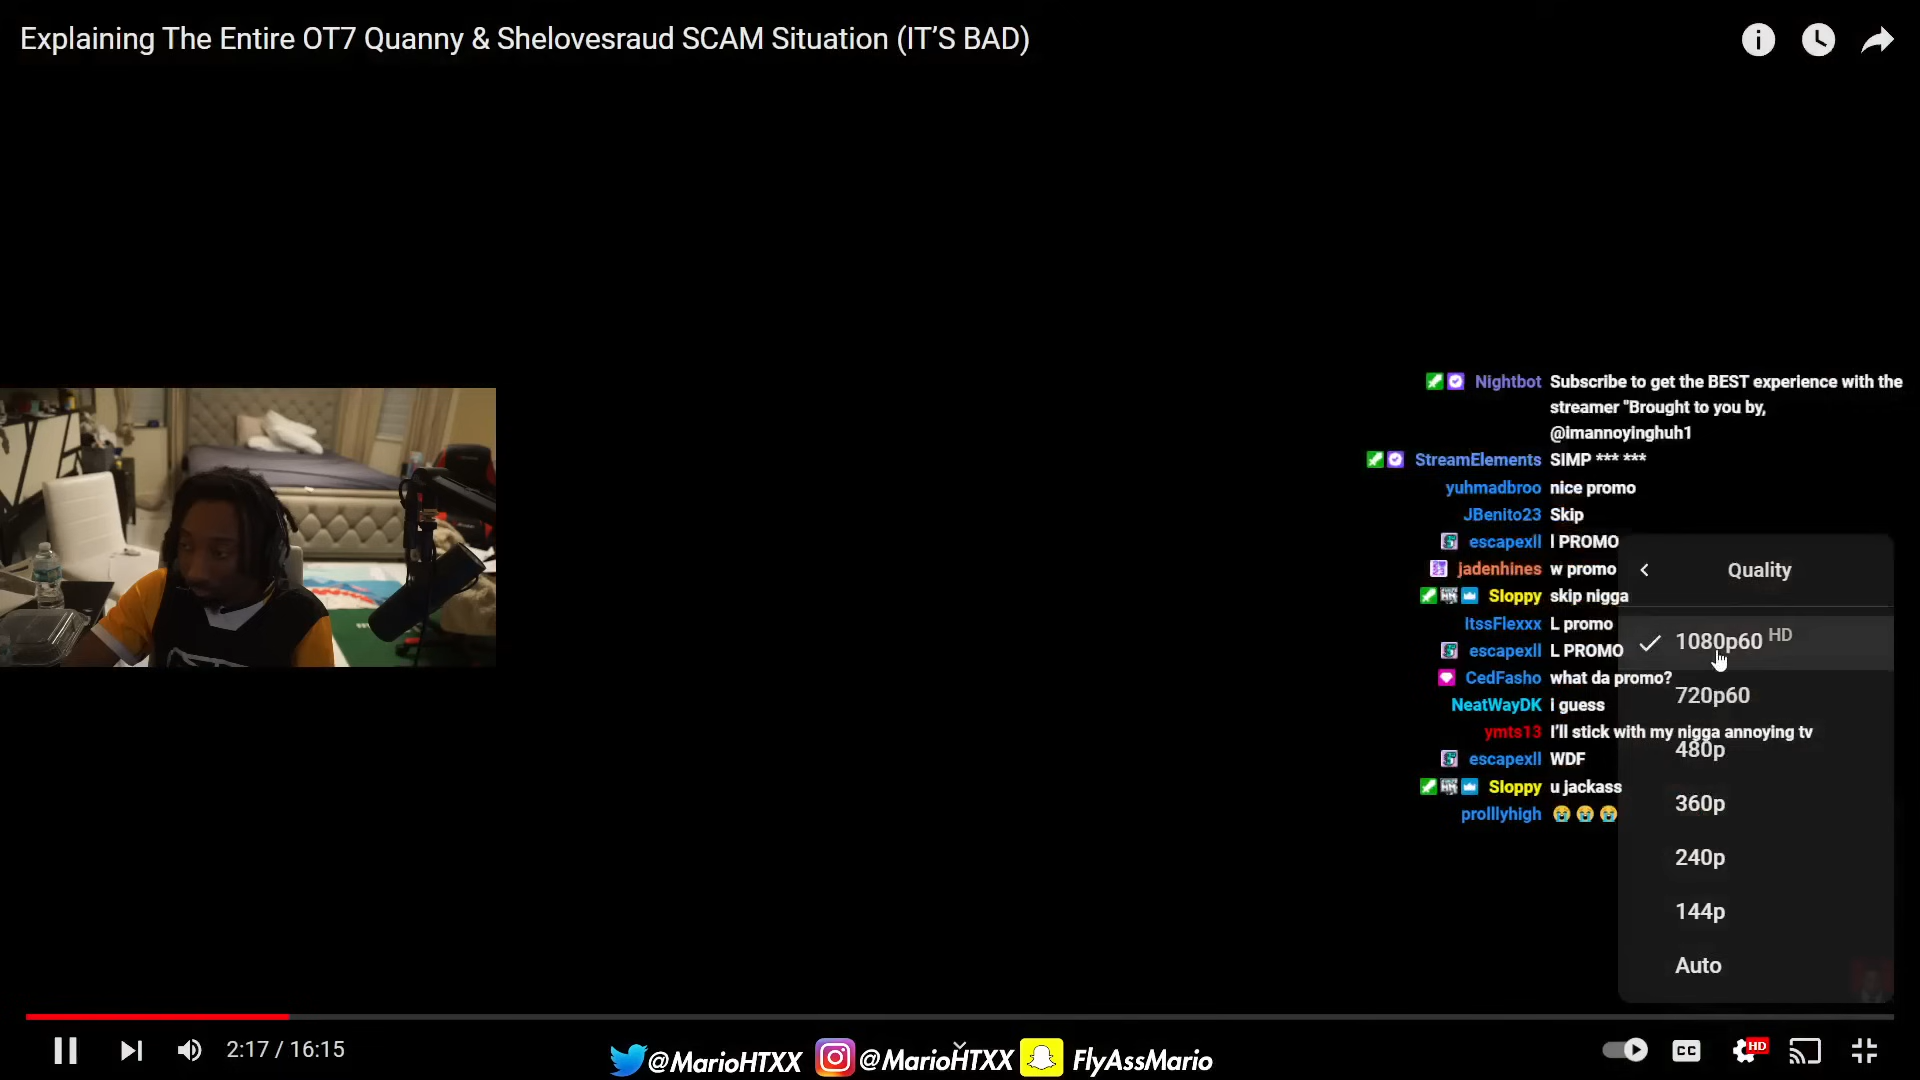 Explaining The Entire OT7 Quanny & Shelovesraud SCAM Situation (IT'S BAD)
Nightbot Subscribe to get the BEST experience with the
streamer "Brought to you by,
@imannoyinghuh1
StreamElements SIMP *** ***
yuhmadbroo nice promo
JBenito23 Skip
escapexll l PROMO
jadenhines w promo
Sloppy skip nigga
ItssFlexxx L promo
escapexll L PROMO
CedFasho what da promo?
NeatWayDK i guess
ymts13 I'll stick with my nigga annoying tv
escapexll WDF
Sloppy u jackass
prolllyhigh 😭 😭 😭
Quality
1080p60 HD
720p60
480p
360p
240p
144p
Auto
2:17 / 16:15
@MarioHTXX @MarioHTXX FlyAssMario
CC
HD